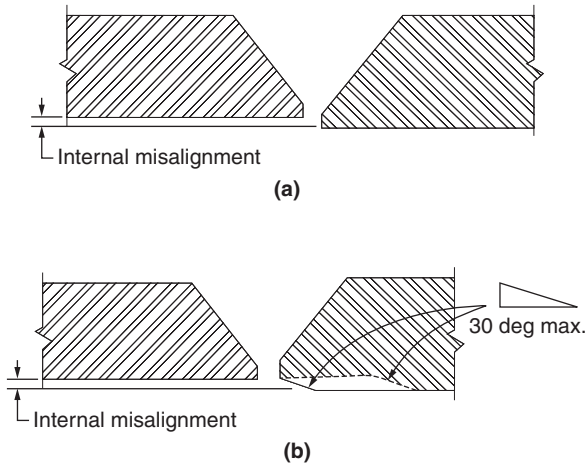 Internal misalignment
(a)
30 deg max.
Internal misalignment
(b)